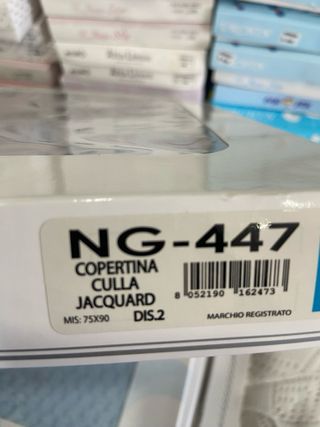 NG-447
COPERTINA
CULLA
JACQUARD
MIS: 75X90 DIS.2
8 052190 162473
MARCHIO REGISTRATO